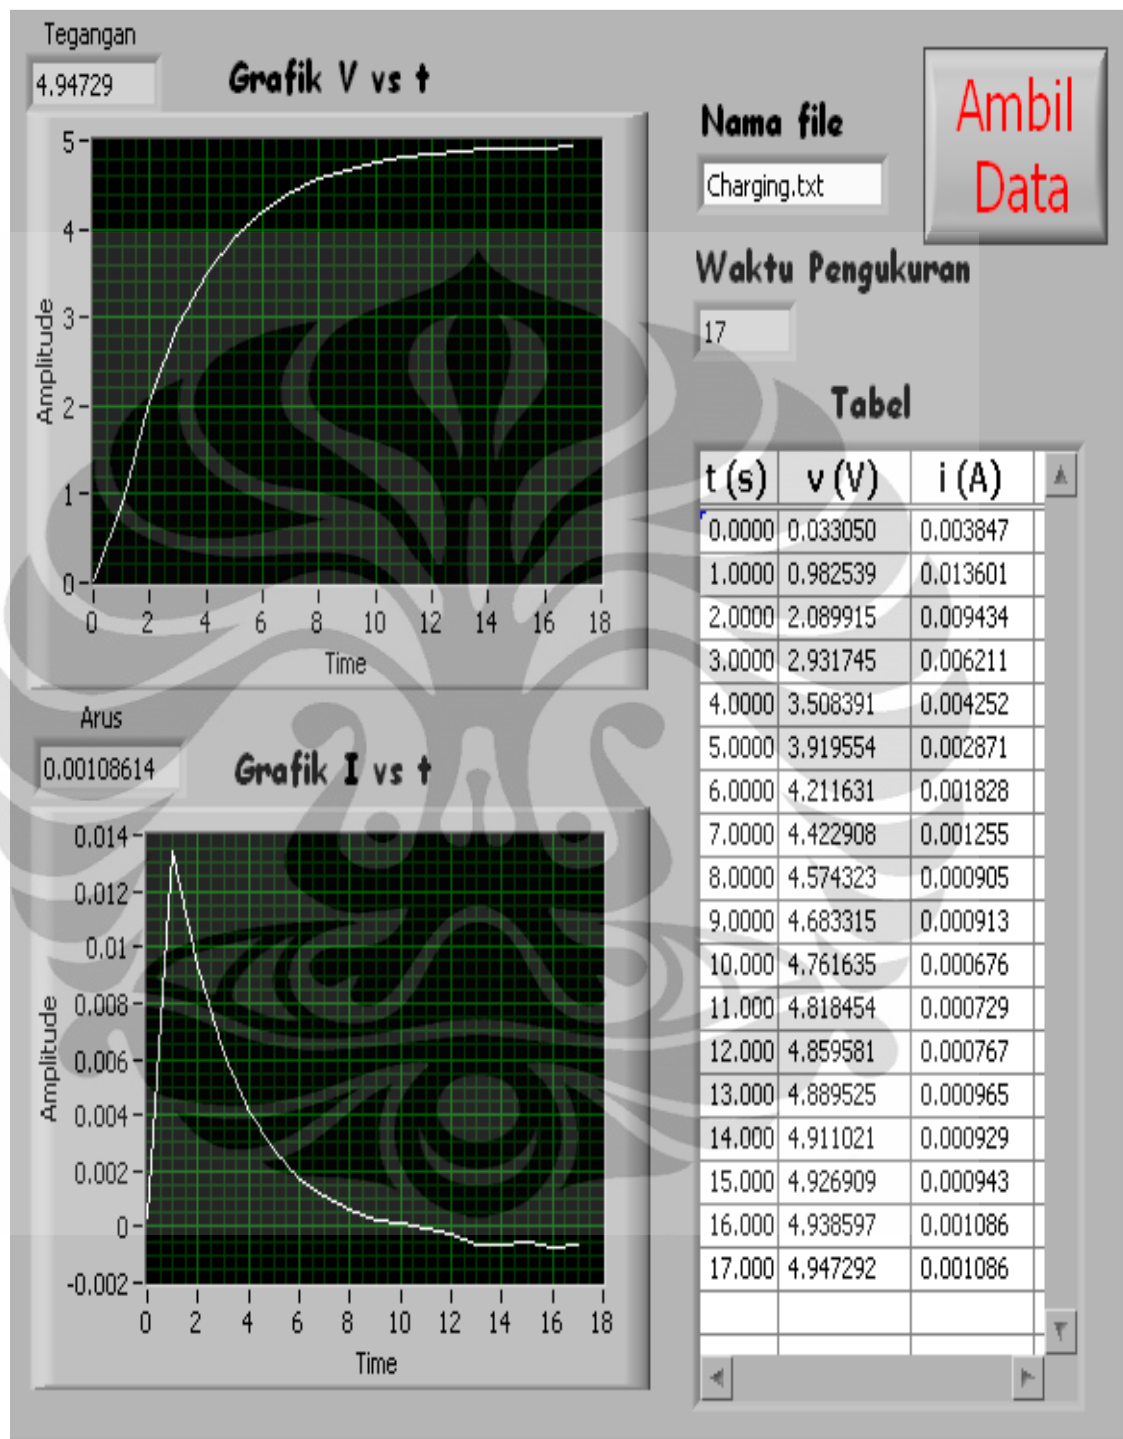 Tegangan
4.94729
Grafik V vs t
5
4
3
2
1
0
Amplitude
0 2 4 6 8 10 12 14 16 18
Time
Arus
0.00108614
Grafik I vs t
0.014
0.012
0.01
0.008
0.006
0.004
0.002
0
-0.002
Amplitude
0 2 4 6 8 10 12 14 16 18
Time
Nama file
Charging.txt
Ambil
Data
Waktu Pengukuran
17
Tabel
t (s) v (V) i (A)
0.0000 0.033050 0.003847
1.0000 0.982539 0.013601
2.0000 2.089915 0.009434
3.0000 2.931745 0.006211
4.0000 3.508391 0.004252
5.0000 3.919554 0.002871
6.0000 4.211631 0.001828
7.0000 4.422908 0.001255
8.0000 4.574323 0.000905
9.0000 4.683315 0.000913
10.000 4.761635 0.000676
11.000 4.818454 0.000729
12.000 4.859581 0.000767
13.000 4.889525 0.000965
14.000 4.911021 0.000929
15.000 4.926909 0.000943
16.000 4.938597 0.001086
17.000 4.947292 0.001086